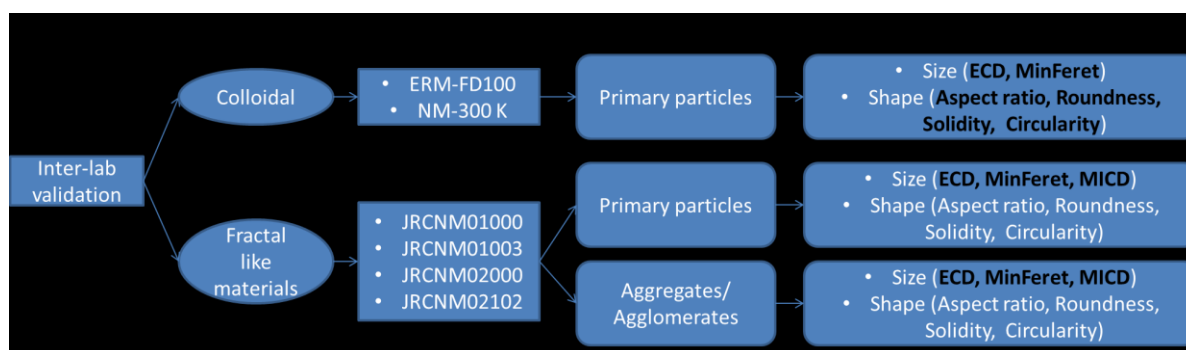 Inter-lab
validation
Colloidal
• ERM-FD100
• NM-300 K
Primary particles
• Size (ECD, MinFeret)
• Shape (Aspect ratio, Roundness,
Solidity, Circularity)
Fractal
like
materials
• JRCNM01000
• JRCNM01003
• JRCNM02000
• JRCNM02102
Primary particles
• Size (ECD, MinFeret, MICD)
• Shape (Aspect ratio, Roundness,
Solidity, Circularity)
Aggregates/
Agglomerates
• Size (ECD, MinFeret, MICD)
• Shape (Aspect ratio, Roundness,
Solidity, Circularity)